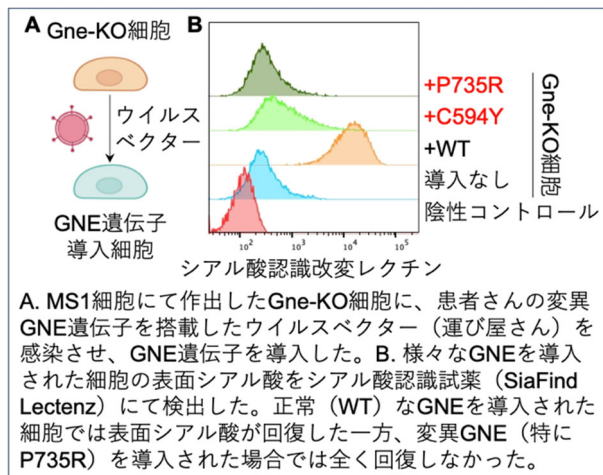 A Gne-KO細胞
B
ウイルス
ベクター
GNE遺伝子
導入細胞
+P735R
+C594Y
+WT
導入なし
陰性コントロール
Gne-KO細胞
10² 10³ 10⁴ 10⁵
シアル酸認識改変レクチン
A. MS1細胞にて作出したGne-KO細胞に、患者さんの変異
GNE遺伝子を搭載したウイルスベクター（運び屋さん）を
感染させ、GNE遺伝子を導入した。B. 様々なGNEを導入
された細胞の表面シアル酸をシアル酸認識試薬（SiaFind
Lectenz）にて検出した。正常（WT）なGNEを導入された
細胞では表面シアル酸が回復した一方、変異GNE（特に
P735R）を導入された場合では全く回復しなかった。